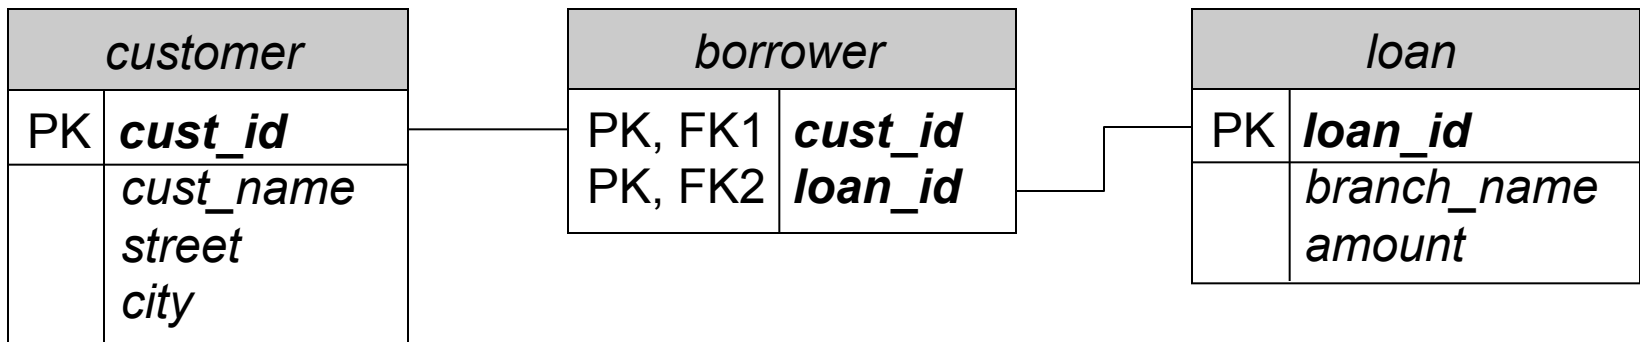 customer
PK cust_id
cust_name
street
city
borrower
PK, FK1 cust_id
PK, FK2 loan_id
loan
PK loan_id
branch_name
amount